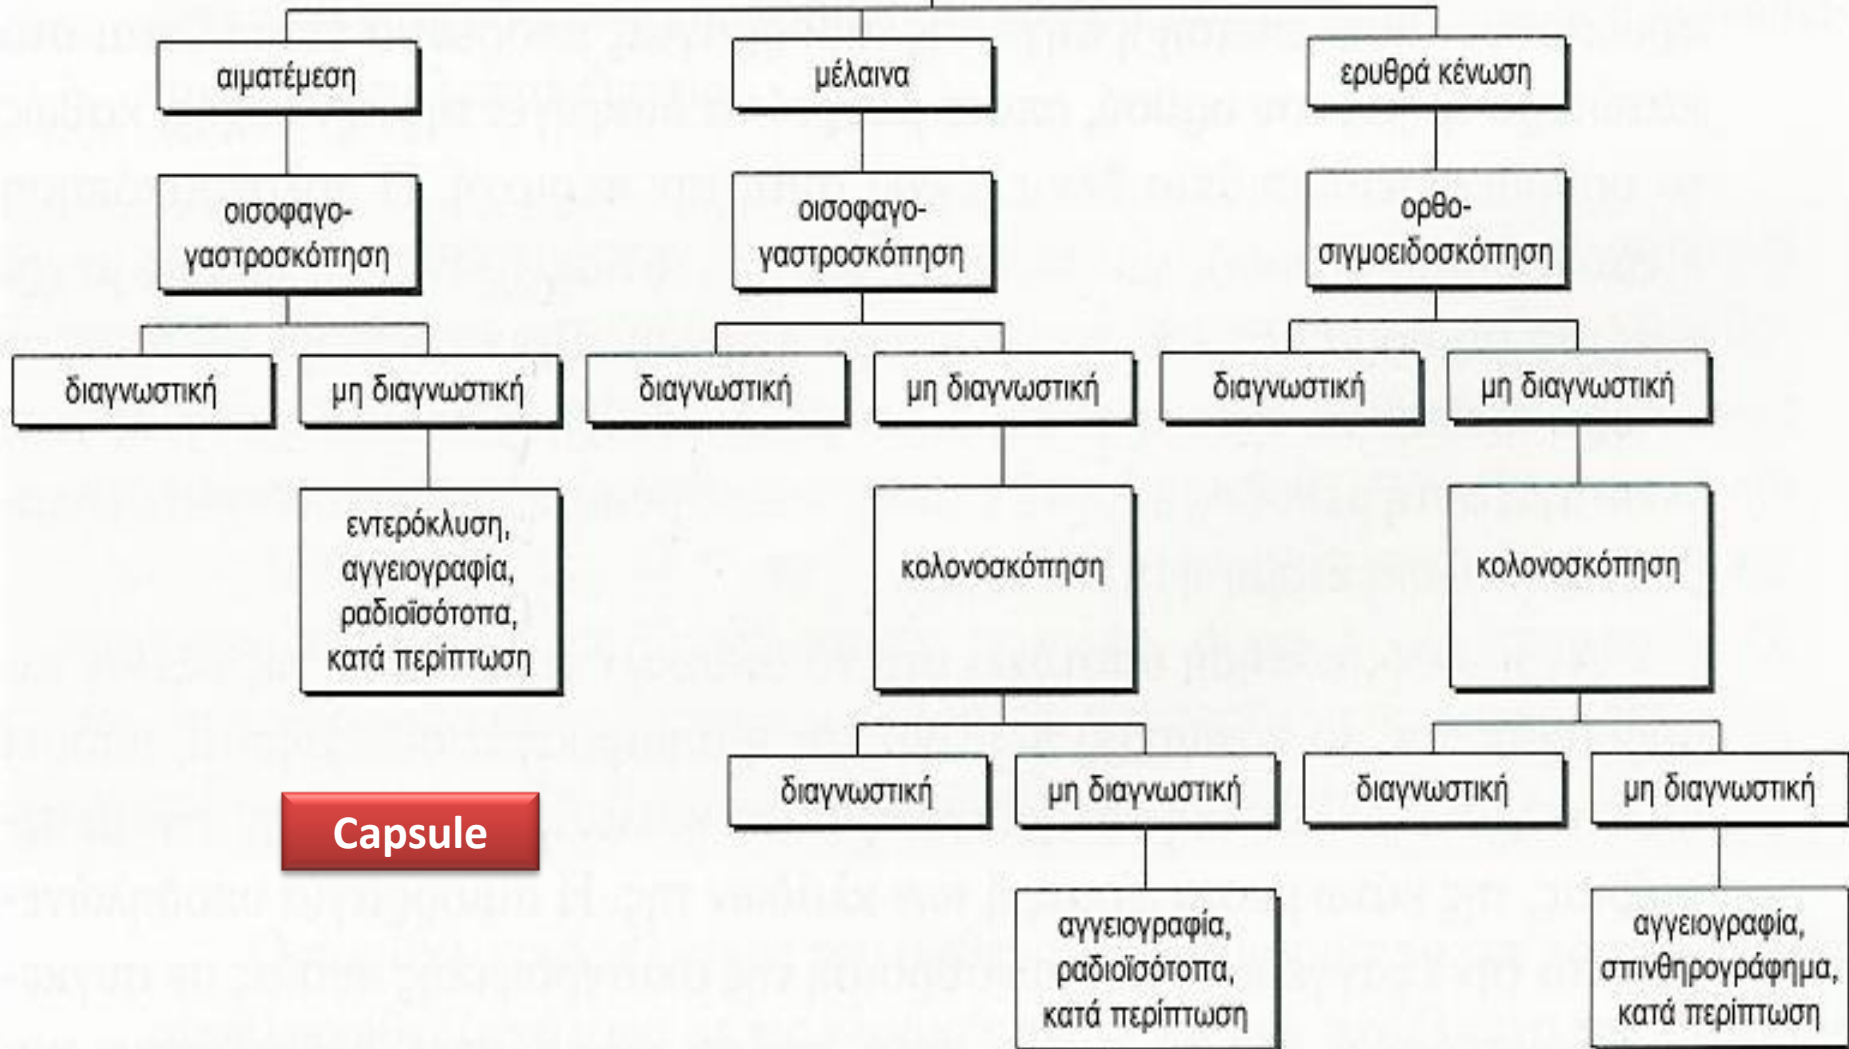 αιματέμεση
μέλαινα
ερυθρά κένωση
οισοφαγο-
γαστροσκόπηση
οισοφαγο-
γαστροσκόπηση
ορθο-
σιγμοειδοσκόπηση
διαγνωστική
μη διαγνωστική
διαγνωστική
μη διαγνωστική
διαγνωστική
μη διαγνωστική
εντερόκλυση,
αγγειογραφία,
ραδιοϊσότοπα,
κατά περίπτωση
κολονοσκόπηση
κολονοσκόπηση
διαγνωστική
μη διαγνωστική
διαγνωστική
μη διαγνωστική
Capsule
αγγειογραφία,
ραδιοϊσότοπα,
κατά περίπτωση
αγγειογραφία,
σπινθηρογράφημα,
κατά περίπτωση